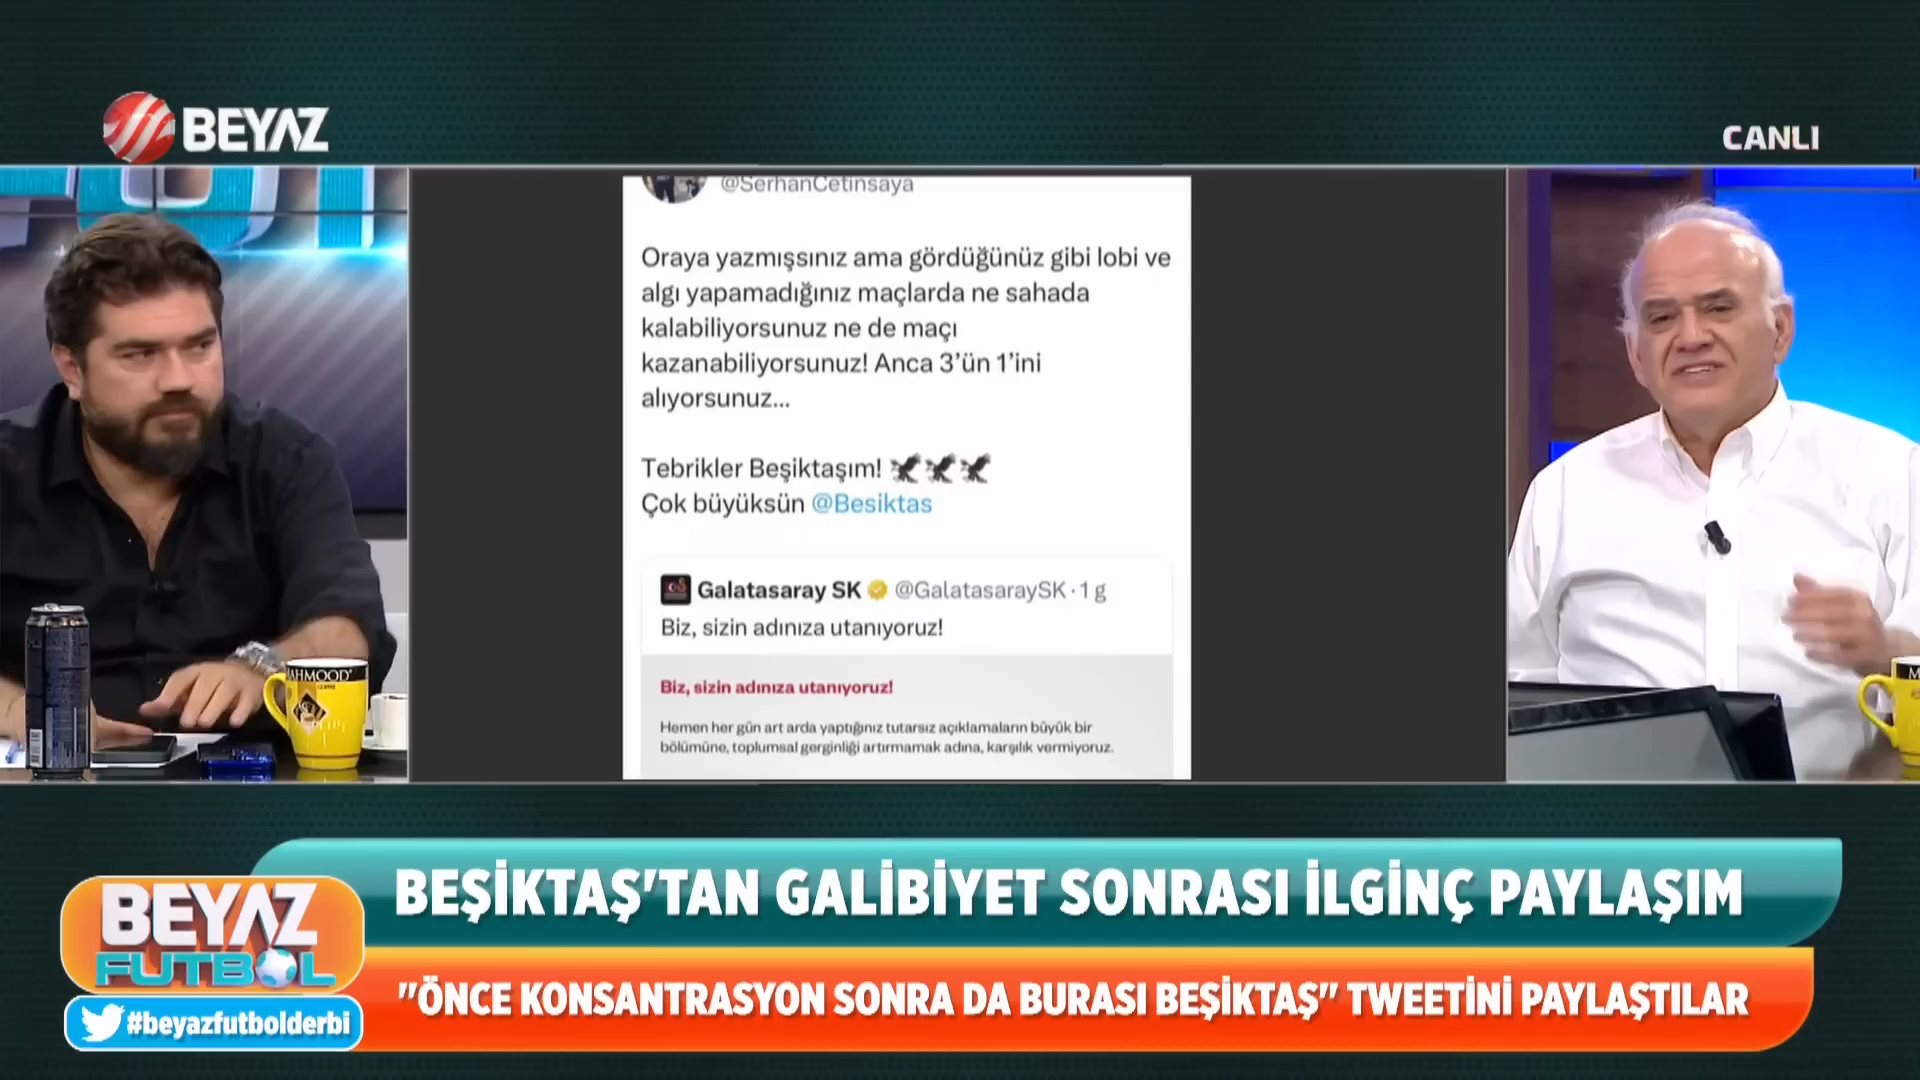 BEYAZ
CANLI
@SerhanCetinsaya
Oraya yazmışsınız ama gördüğünüz gibi lobi ve
algı yapamadığınız maçlarda ne sahada
kalabiliyorsunuz ne de maçı
kazanabiliyorsunuz! Anca 3’ün 1’ini
alıyorsunuz...
Tebrikler Beşiktaşım!
Çok büyüksün @Besiktas
Galatasaray SK @GalatasaraySK · 1 g
Biz, sizin adınıza utanıyoruz!
Biz, sizin adınıza utanıyoruz!
Hemen her gün art arda yaptığınız tutarsız açıklamaların büyük bir
bölümüne, toplumsal gerginliği artırmamak adına, karşılık vermiyoruz.
MAHMOOD
BEŞİKTAŞ'TAN GALİBİYET SONRASI İLGİNÇ PAYLAŞIM
"ÖNCE KONSANTRASYON SONRA DA BURASI BEŞİKTAŞ" TWEETİNİ PAYLAŞTILAR
BEYAZ
FUTBOL
#beyazfutbolderbi